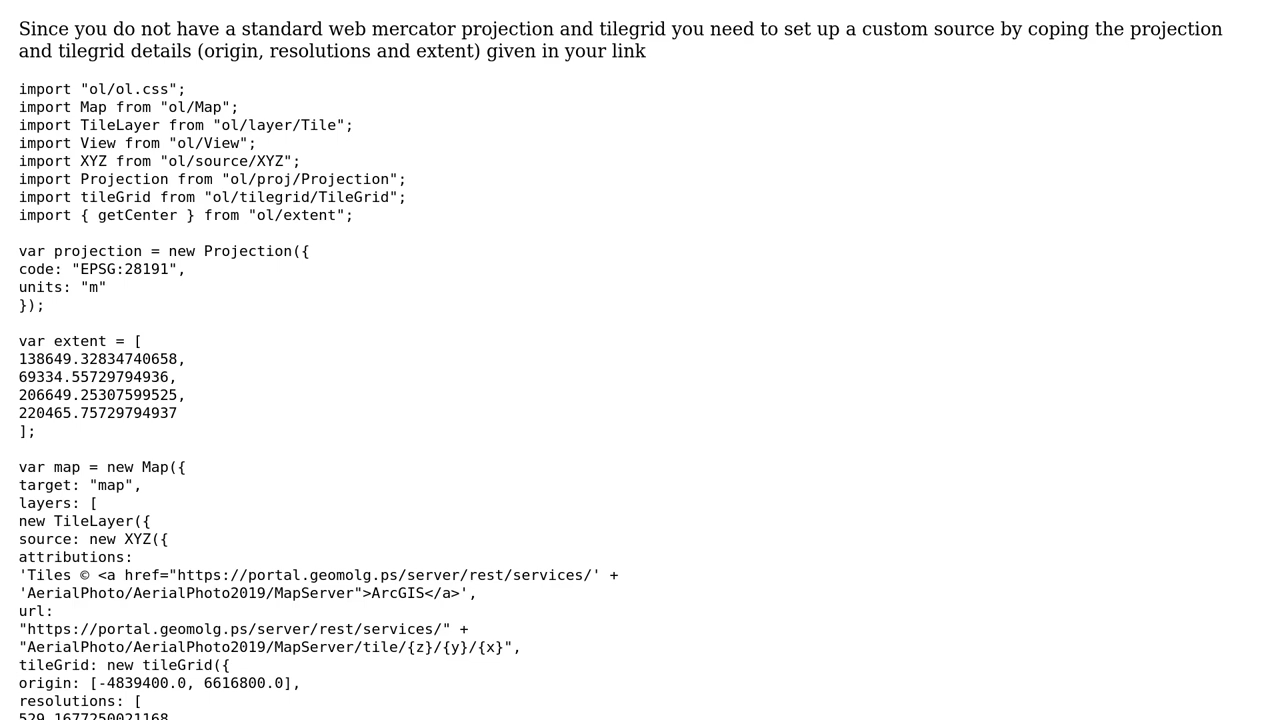 Since you do not have a standard web mercator projection and tilegrid you need to set up a custom source by coping the projection
and tilegrid details (origin, resolutions and extent) given in your link
import "ol/ol.css";
import Map from "ol/Map";
import TileLayer from "ol/layer/Tile";
import View from "ol/View";
import XYZ from "ol/source/XYZ";
import Projection from "ol/proj/Projection";
import tileGrid from "ol/tilegrid/TileGrid";
import { getCenter } from "ol/extent";
var projection = new Projection({
code: "EPSG:28191",
units: "m"
});
var extent = [
138649.32834740658,
69334.55729794936,
206649.25307599525,
220465.75729794937
];
var map = new Map({
target: "map",
layers: [
new TileLayer({
source: new XYZ({
attributions:
'Tiles © <a href="https://portal.geomolg.ps/server/rest/services/' +
'AerialPhoto/AerialPhoto2019/MapServer">ArcGIS</a>',
url:
"https://portal.geomolg.ps/server/rest/services/" +
"AerialPhoto/AerialPhoto2019/MapServer/tile/{z}/{y}/{x}",
tileGrid: new tileGrid({
origin: [-4839400.0, 6616800.0],
resolutions: [
529.1677250021168,